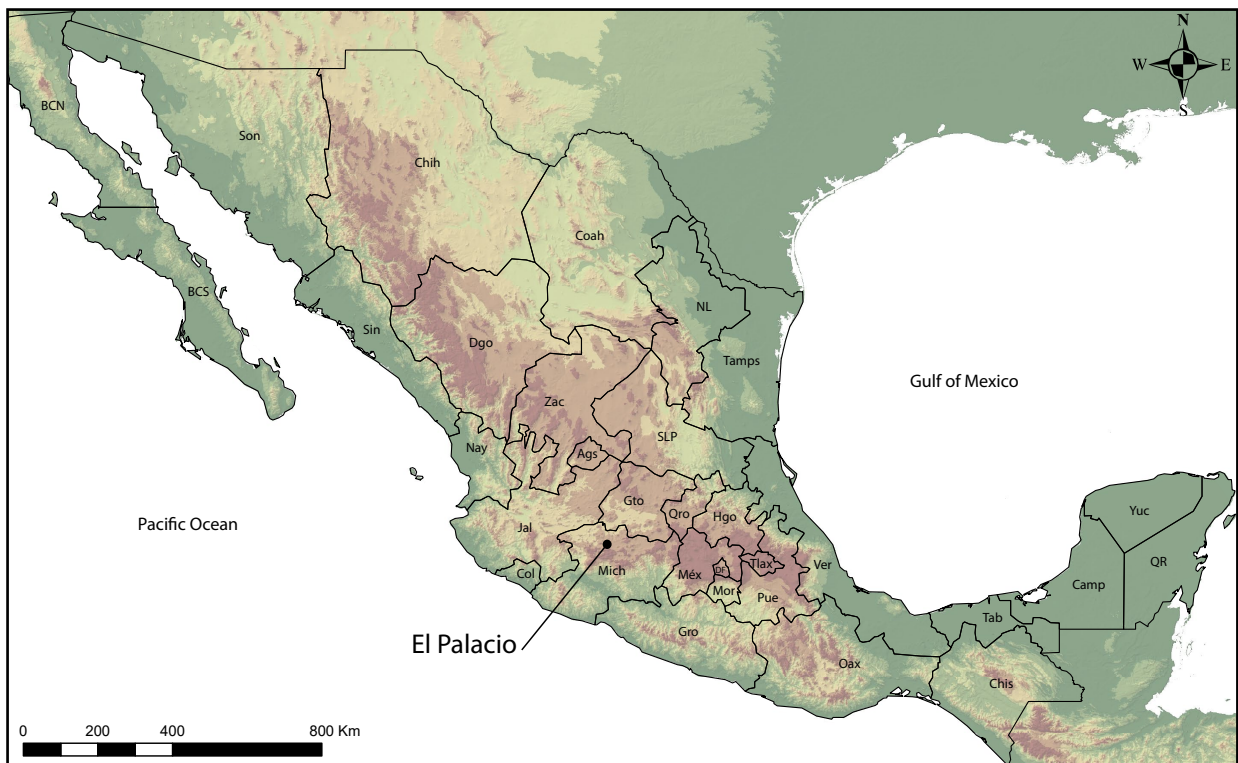 N
W E
S
BCN
Son
Chih
Coah
BCS
NL
Sin
Dgo
Tamps
Gulf of Mexico
Zac
SLP
Nay
Ags
Gto
Yuc
Pacific Ocean
Jal
Qro
Hgo
QR
Mich
Col
Méx
DF
Tlax
Ver
Camp
Mor
Pue
Tab
El Palacio
Gro
Oax
Chis
0 200 400 800 Km